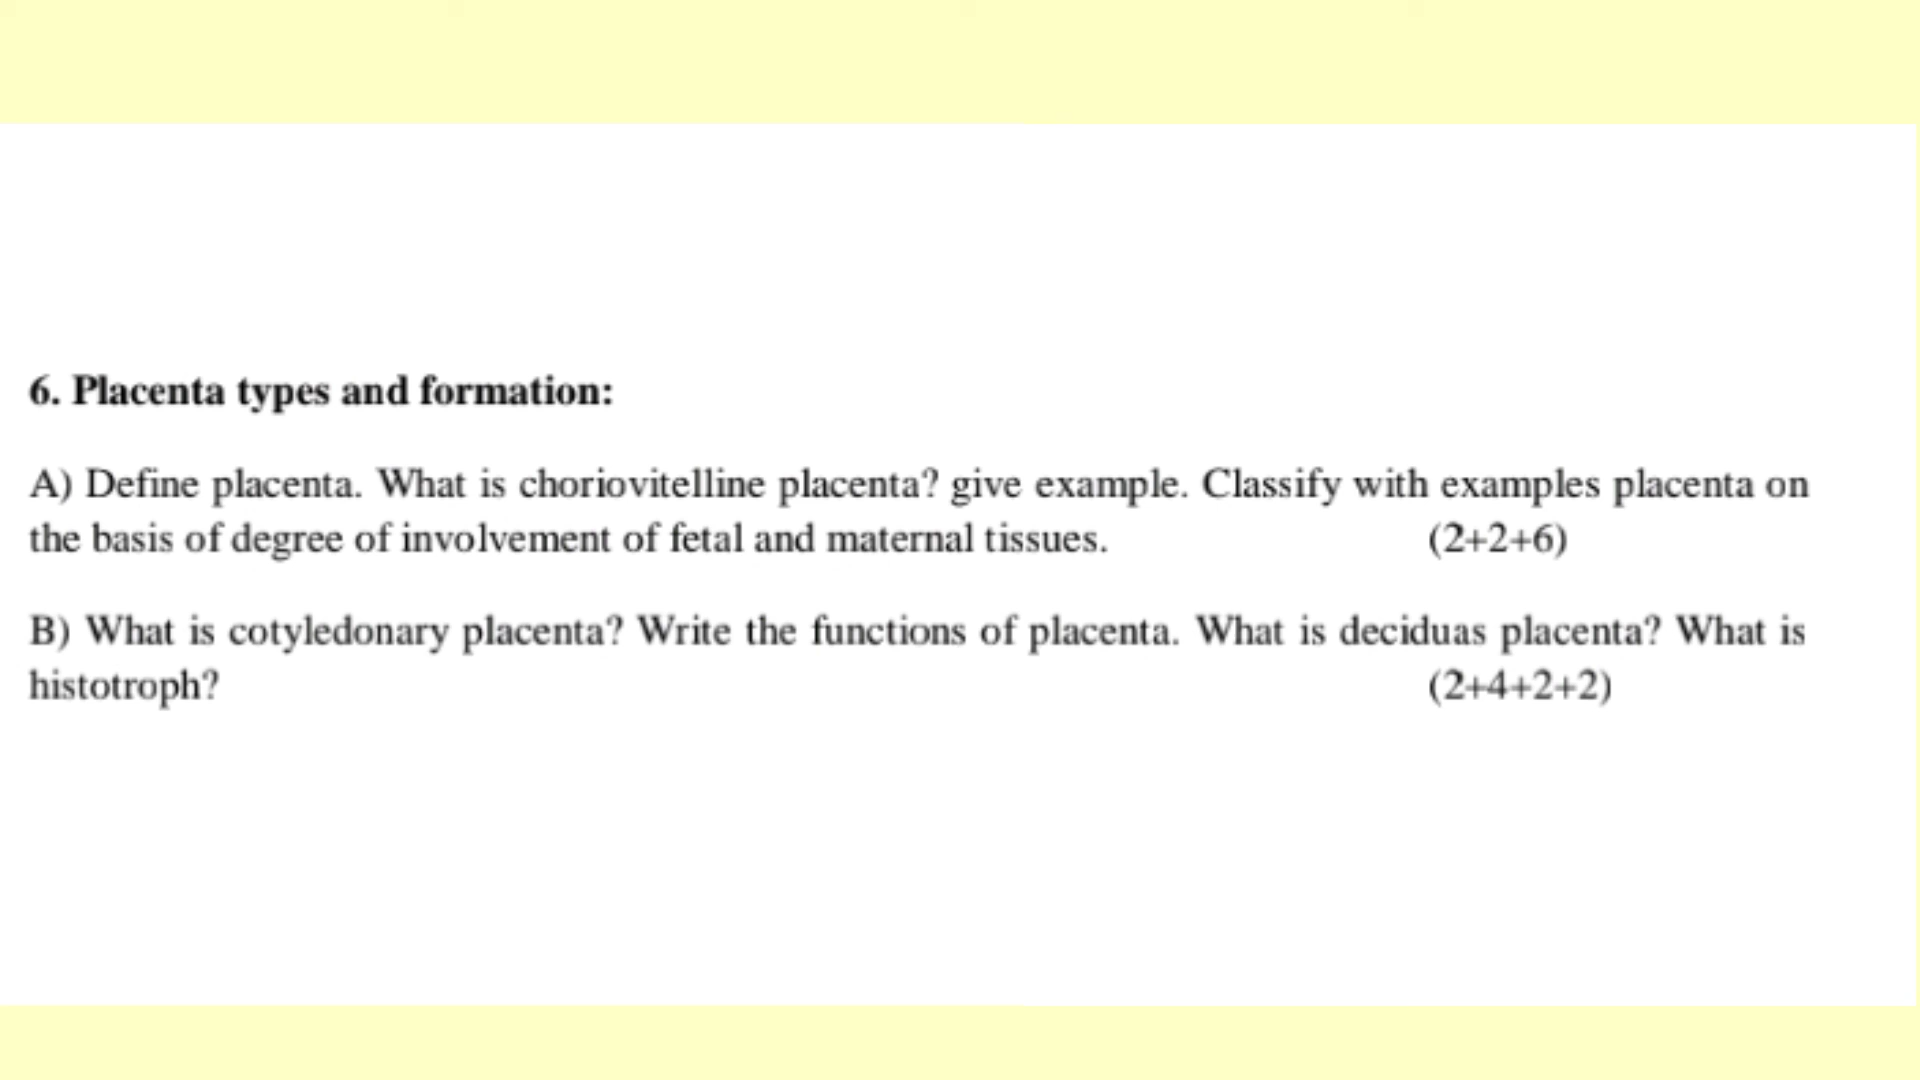 6. Placenta types and formation:
A) Define placenta. What is choriovitelline placenta? give example. Classify with examples placenta on
the basis of degree of involvement of fetal and maternal tissues. (2+2+6)
B) What is cotyledonary placenta? Write the functions of placenta. What is deciduas placenta? What is
histotroph? (2+4+2+2)